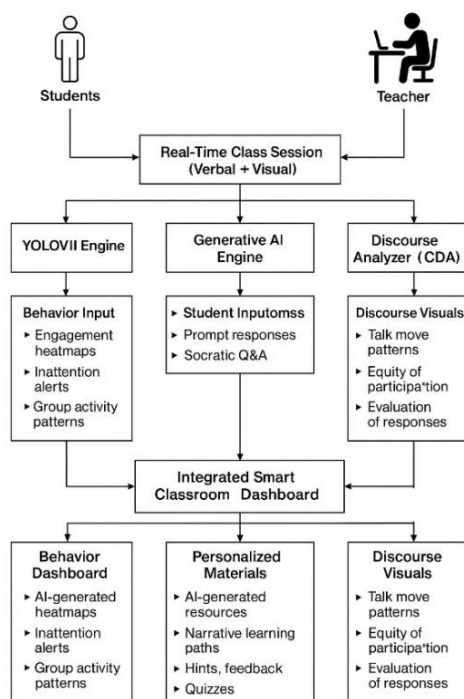 Students
Teacher
Real-Time Class Session
(Verbal + Visual)
YOLOVII Engine
Generative AI
Engine
Discourse
Analyzer (CDA)
Behavior Input
▸ Engagement
heatmaps
▸ Inattention
alerts
▸ Group activity
patterns
▸ Student Inputomss
▸ Prompt responses
▸ Socratic Q&A
Discourse Visuals
▸ Talk move
patterns
▸ Equity of
participa*tion
▸ Evaluation
of responses
Integrated Smart
Classroom Dashboard
Behavior
Dashboard
▸ AI-generated
heatmaps
▸ Inattention
alerts
▸ Group activity
patterns
Personalized
Materials
▸ AI-generated
resources
▸ Narrative learning
paths
▸ Hints, feedback
▸ Quizzes
Discourse
Visuals
▸ Talk move
patterns
▸ Equity of
participa*tion
▸ Evaluation
of responses